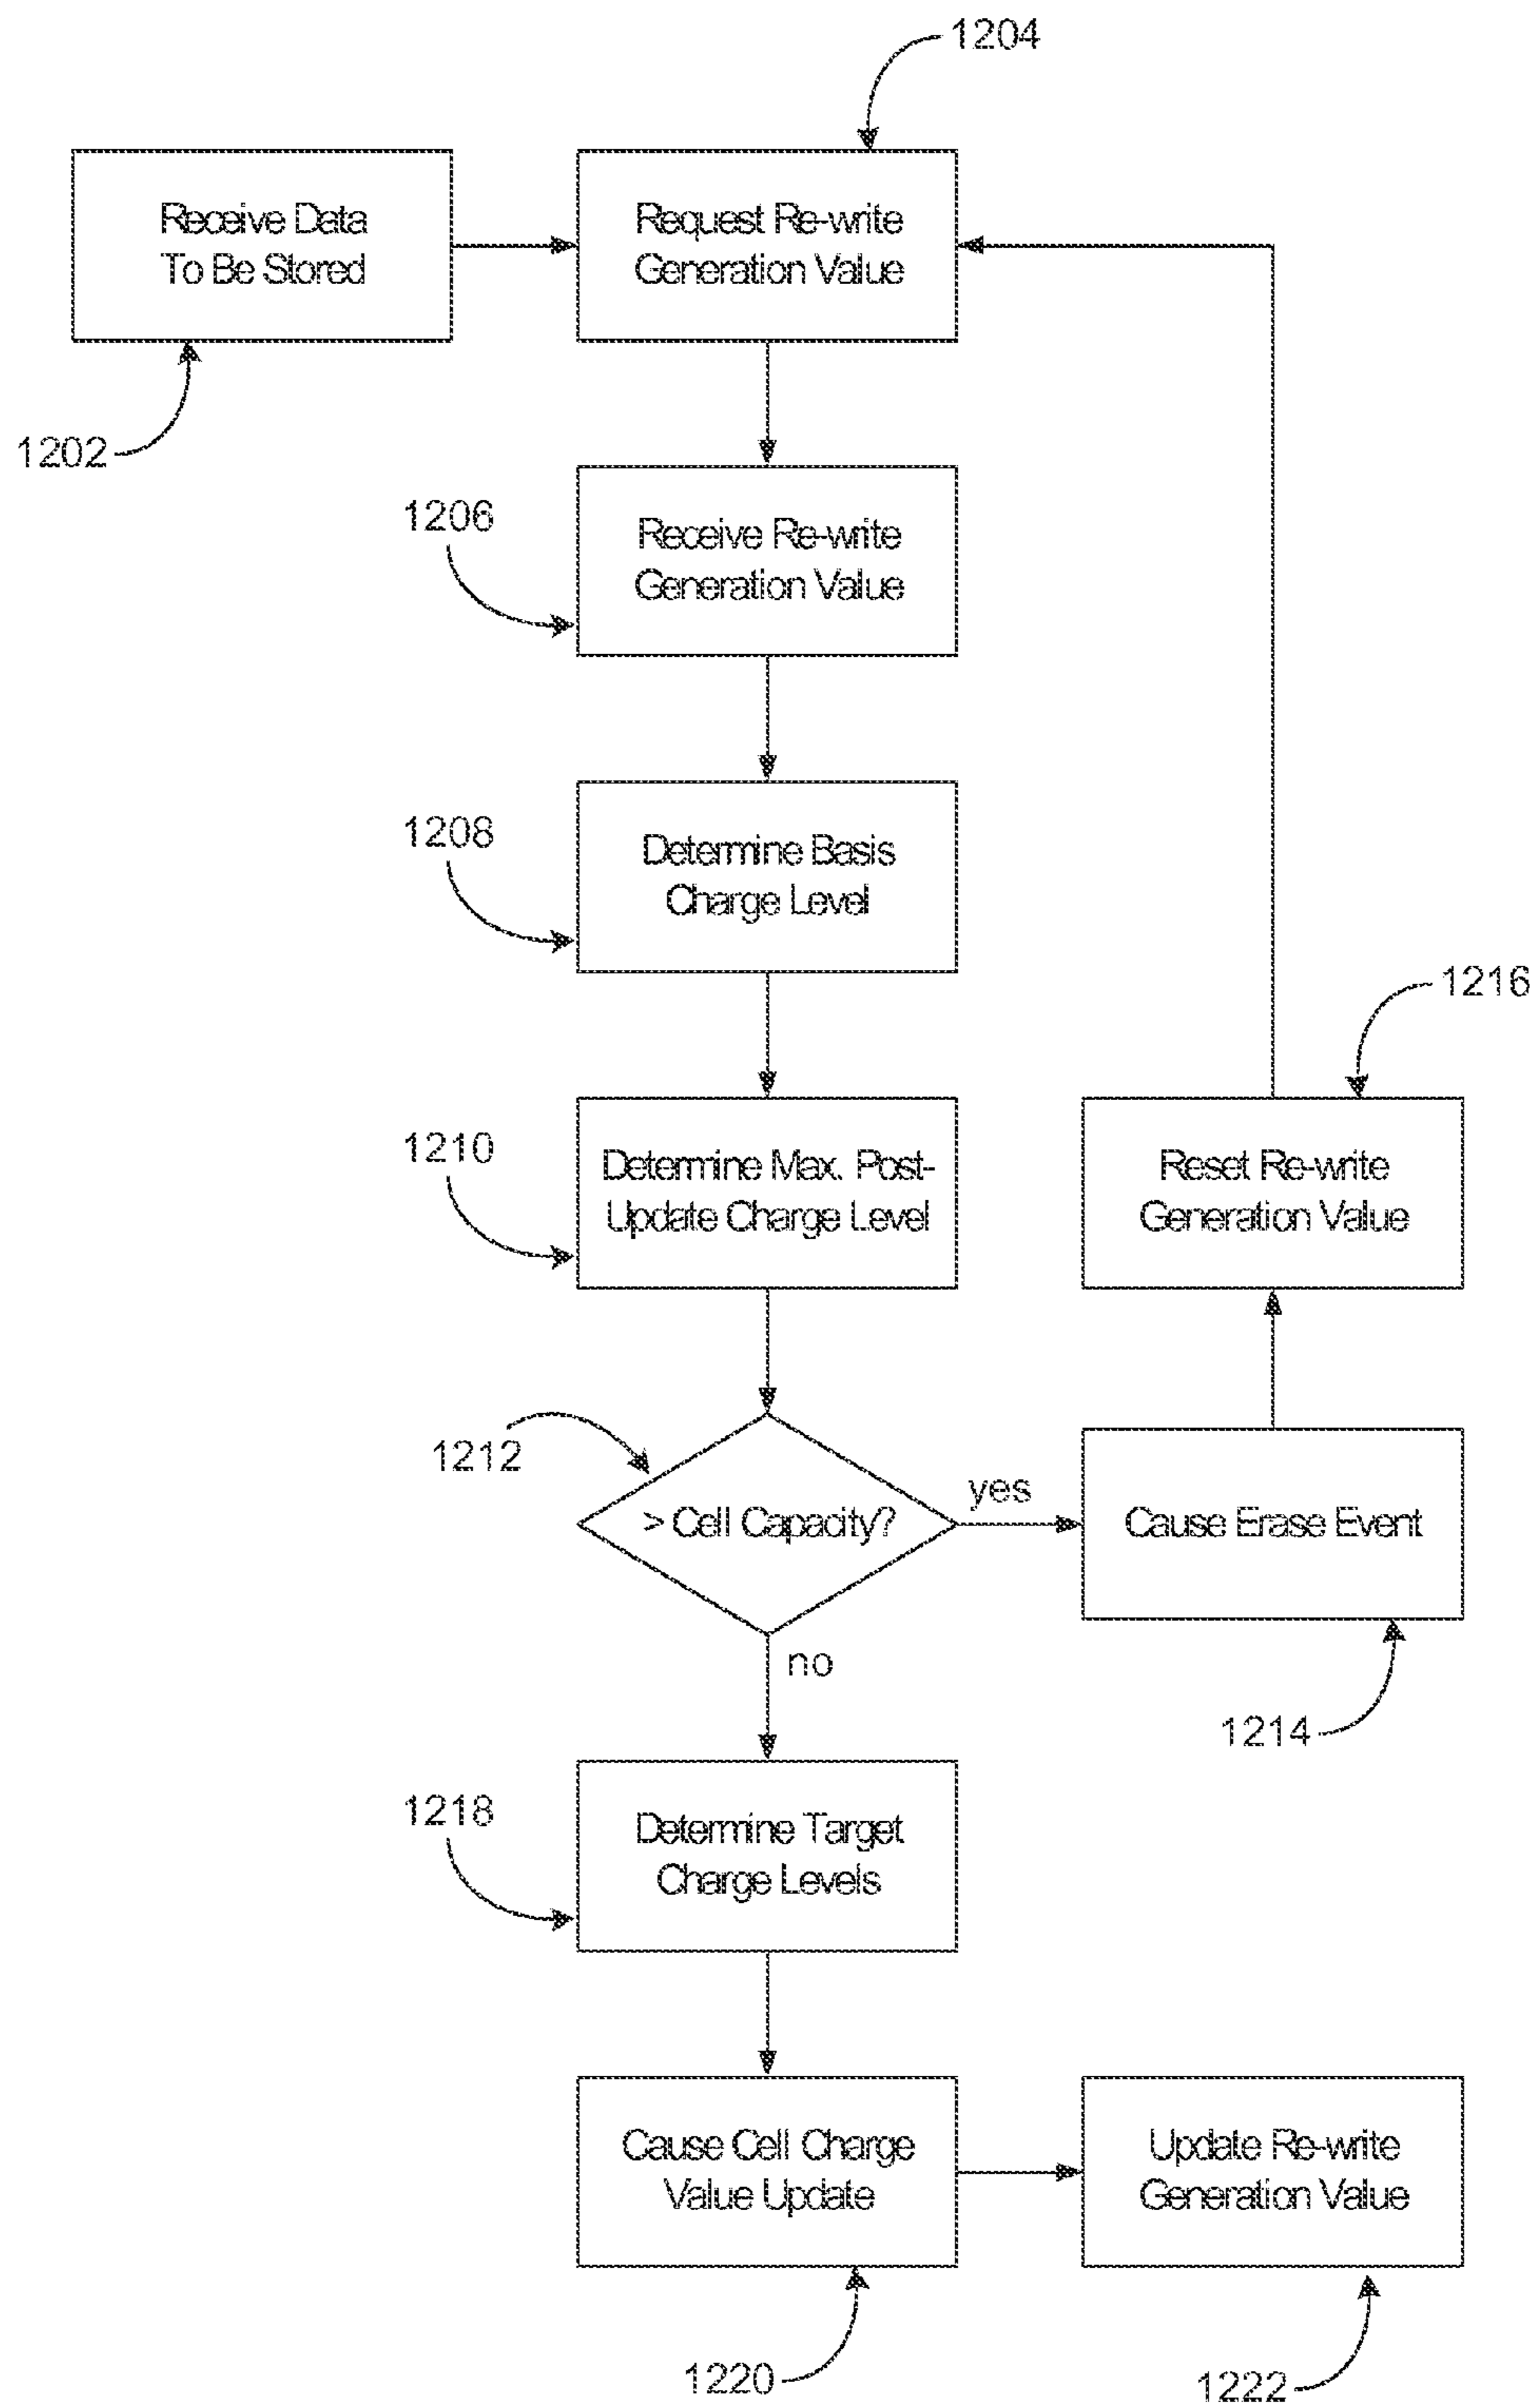 1204
Receive Data
To Be Stored
Request Re-write
Generation Value
1202
1206
Receive Re-write
Generation Value
1208
Determine Basis
Charge Level
1216
1210
Determine Max. Post-
Update Charge Level
Reset Re-write
Generation Value
1212
> Cell Capacity?
yes
Cause Erase Event
no
1214
1218
Determine Target
Charge Levels
Cause Cell Charge
Value Update
Update Re-write
Generation Value
1220
1222